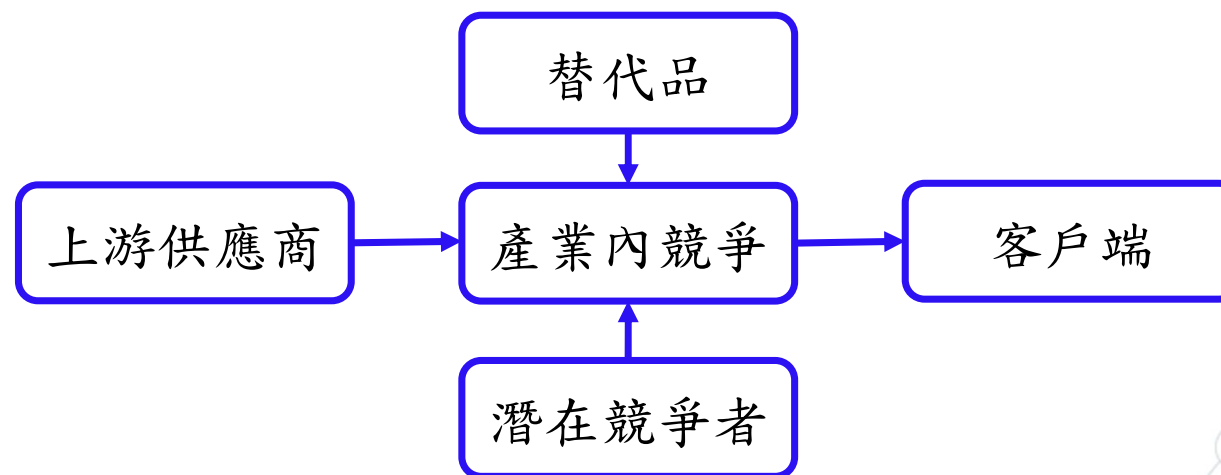 替代品
上游供應商
產業內競爭
客戶端
潛在競爭者